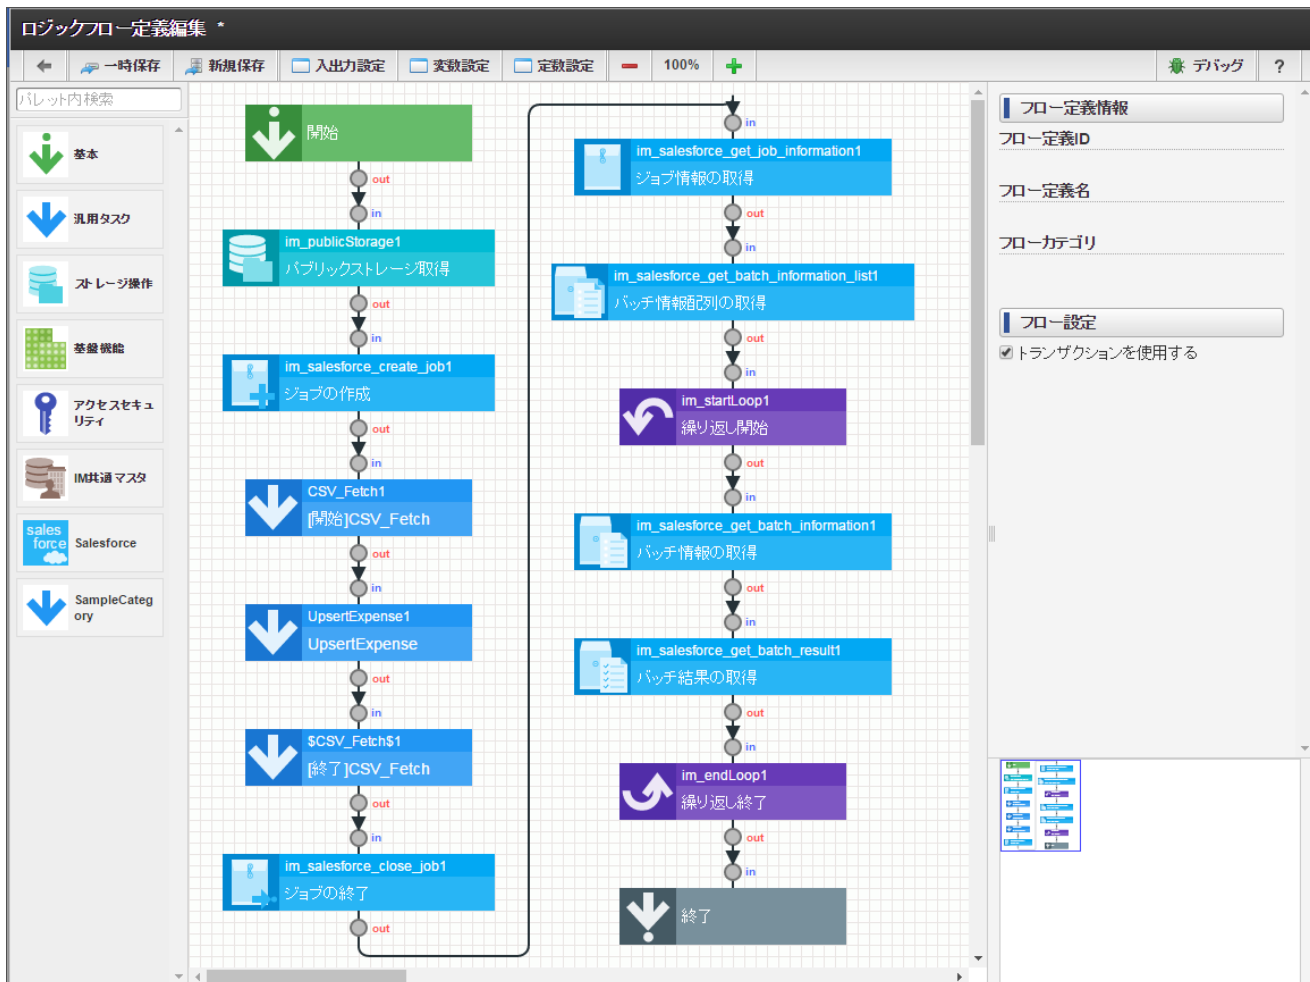 ロジックフロー定義編集 *
一時保存
新規保存
入出力設定
変数設定
定数設定
100%
デバッグ
?
パレット内検索
基本
汎用タスク
ストレージ操作
基盤機能
アクセスセキュ
リティ
IM共通マスタ
sales
force
Salesforce
SampleCateg
ory
開始
out
in
im_publicStorage1
パブリックストレージ取得
out
in
im_salesforce_create_job1
ジョブの作成
out
in
CSV_Fetch1
[開始]CSV_Fetch
out
in
UpsertExpense1
UpsertExpense
out
in
$CSV_Fetch$1
[終了]CSV_Fetch
out
in
im_salesforce_close_job1
ジョブの終了
out
in
im_salesforce_get_job_information1
ジョブ情報の取得
out
in
im_salesforce_get_batch_information_list1
バッチ情報配列の取得
out
in
im_startLoop1
繰り返し開始
out
in
im_salesforce_get_batch_information1
バッチ情報の取得
out
in
im_salesforce_get_batch_result1
バッチ結果の取得
out
in
im_endLoop1
繰り返し終了
out
in
終了
フロー定義情報
フロー定義ID
フロー定義名
フローカテゴリ
フロー設定
トランザクションを使用する